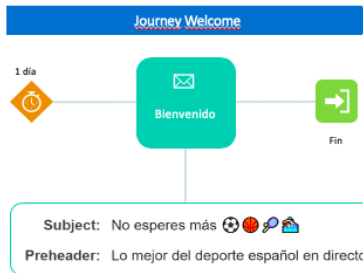 Journey Welcome
1 día
Bienvenido
Fin
Subject: No esperes más ⚽🏀🎾🏊
Preheader: Lo mejor del deporte español en directo